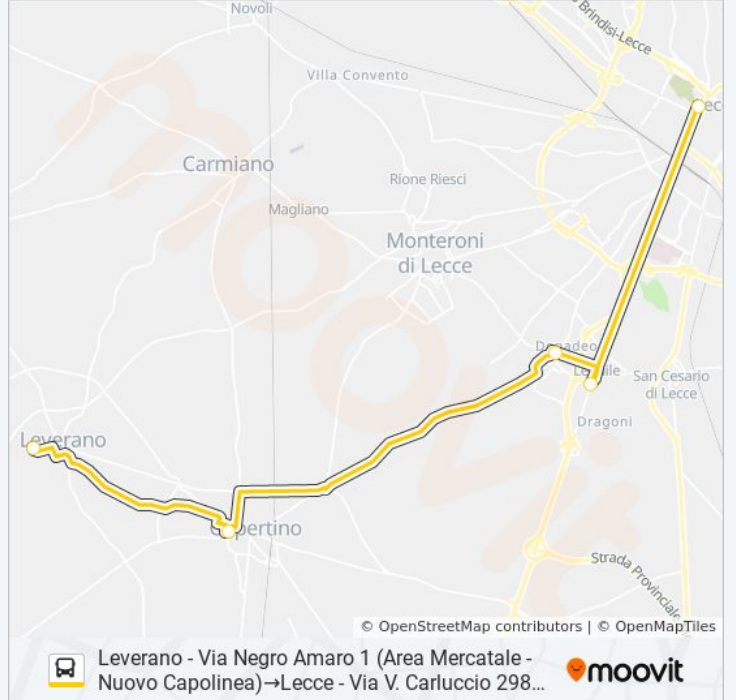 Novoli
Brindisi-Lecce
Villa Convento
Carmiano
Rione Riesci
Magliano
Monteroni
di Lecce
San Cesario
di Lecce
Dragoni
Leverano
Strada Provinciale
moovit
© OpenStreetMap contributors | © OpenMapTiles
Leverano - Via Negro Amaro 1 (Area Mercatale -
Nuovo Capolinea)→Lecce - Via V. Carluccio 298...
moovit